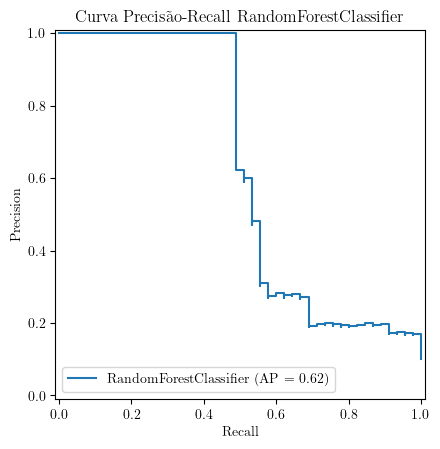 Curva Precisão-Recall RandomForestClassifier
1.0
0.8
0.6
0.4
0.2
0.0
Precision
RandomForestClassifier (AP = 0.62)
0.0 0.2 0.4 0.6 0.8 1.0
Recall